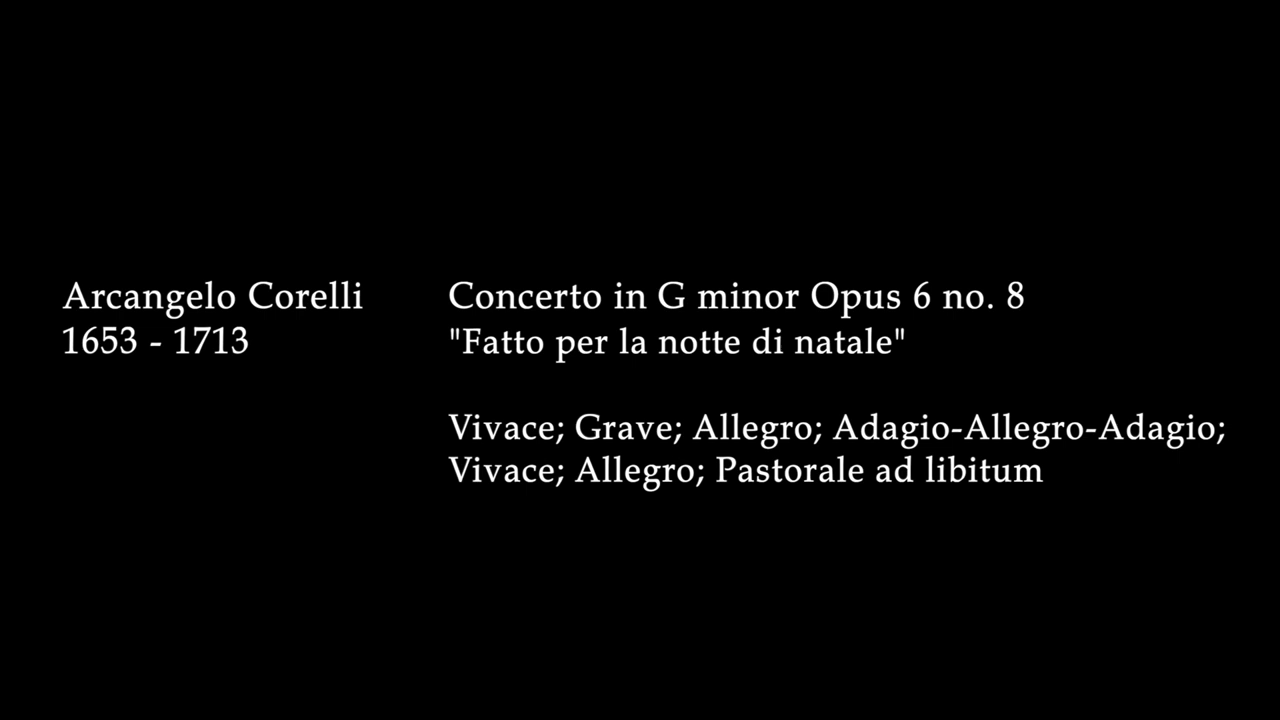 Arcangelo Corelli
1653 - 1713
Concerto in G minor Opus 6 no. 8
"Fatto per la notte di natale"
Vivace; Grave; Allegro; Adagio-Allegro-Adagio;
Vivace; Allegro; Pastorale ad libitum